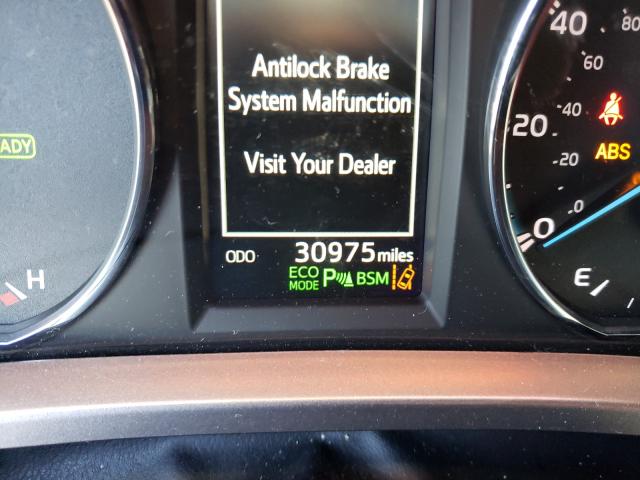 Antilock Brake
System Malfunction
Visit Your Dealer
ODO 30975 miles
ECO MODE P BSM
H
40
80
60
20
40
20
0
0
ABS
E